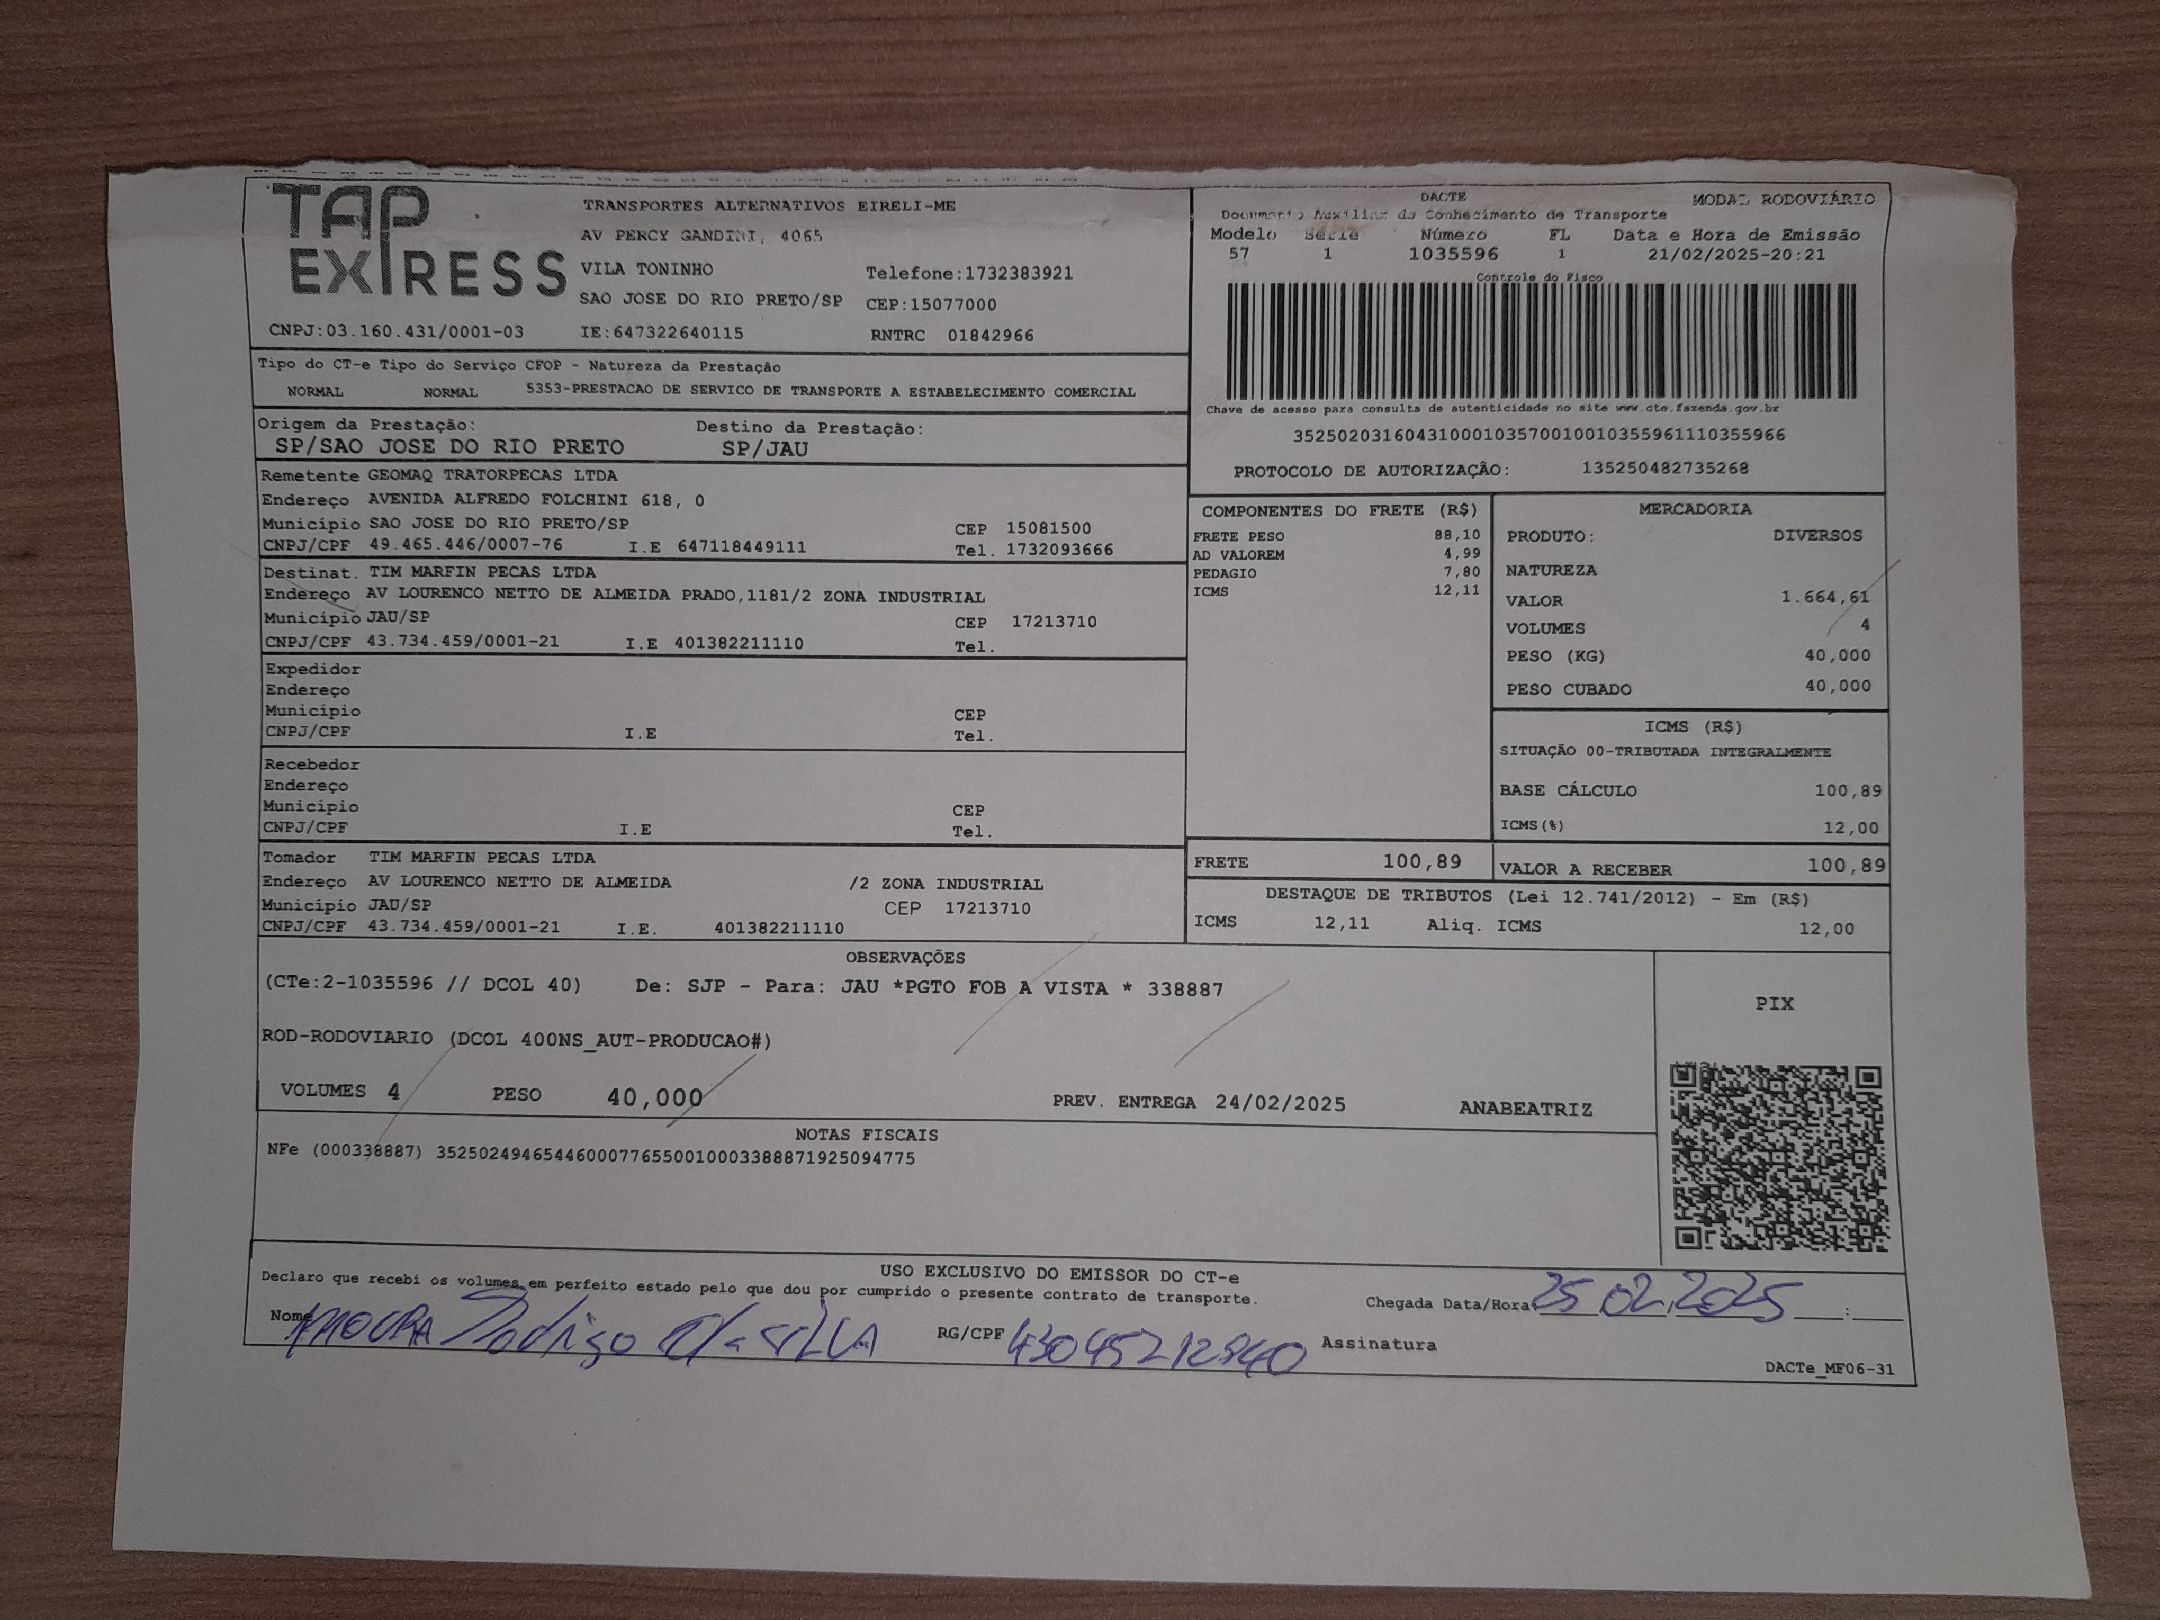 TAP EXPRESS
TRANSPORTES ALTERNATIVOS EIRELI-ME
AV PERCY GANDINI, 4065
VILA TONINHO Telefone:1732383921
SAO JOSE DO RIO PRETO/SP CEP:15077000
CNPJ:03.160.431/0001-03 IE:647322640115 RNTRC 01842966
DACTE MODAL RODOVIÁRIO
Documento Auxiliar do Conhecimento de Transporte
Modelo Série Número FL Data e Hora de Emissão
57 1 1035596 1 21/02/2025-20:21
Controle do Fisco
Chave de acesso para consulta de autenticidade no site www.cte.fazenda.gov.br
35250203160431000103570010010355961110355966
PROTOCOLO DE AUTORIZAÇÃO: 135250482735268
Tipo do CT-e Tipo do Serviço CFOP - Natureza da Prestação
NORMAL NORMAL 5353-PRESTACAO DE SERVICO DE TRANSPORTE A ESTABELECIMENTO COMERCIAL
Origem da Prestação: Destino da Prestação:
SP/SAO JOSE DO RIO PRETO SP/JAU
Remetente GEOMAQ TRATORPECAS LTDA
Endereço AVENIDA ALFREDO FOLCHINI 618, 0
Município SAO JOSE DO RIO PRETO/SP CEP 15081500
CNPJ/CPF 49.465.446/0007-76 I.E 647118449111 Tel. 1732093666
Destinat. TIM MARFIN PECAS LTDA
Endereço AV LOURENCO NETTO DE ALMEIDA PRADO,1181/2 ZONA INDUSTRIAL
Município JAU/SP CEP 17213710
CNPJ/CPF 43.734.459/0001-21 I.E 401382211110 Tel.
Expedidor
Endereço
Município CEP
CNPJ/CPF I.E Tel.
Recebedor
Endereço
Município CEP
CNPJ/CPF I.E Tel.
Tomador TIM MARFIN PECAS LTDA
Endereço AV LOURENCO NETTO DE ALMEIDA /2 ZONA INDUSTRIAL
Município JAU/SP CEP 17213710
CNPJ/CPF 43.734.459/0001-21 I.E. 401382211110
COMPONENTES DO FRETE (R$)
FRETE PESO 88,10
AD VALOREM 4,99
PEDAGIO 7,80
ICMS 12,11
MERCADORIA
PRODUTO: DIVERSOS
NATUREZA
VALOR 1.664,61
VOLUMES 4
PESO (KG) 40,000
PESO CUBADO 40,000
ICMS (R$)
SITUAÇÃO 00-TRIBUTADA INTEGRALMENTE
BASE CÁLCULO 100,89
ICMS(%) 12,00
FRETE 100,89 VALOR A RECEBER 100,89
DESTAQUE DE TRIBUTOS (Lei 12.741/2012) - Em (R$)
ICMS 12,11 Aliq. ICMS 12,00
OBSERVAÇÕES
(CTe:2-1035596 // DCOL 40) De: SJP - Para: JAU *PGTO FOB A VISTA * 338887
ROD-RODOVIARIO (DCOL 400NS_AUT-PRODUCAO#)
VOLUMES 4 PESO 40,000 PREV. ENTREGA 24/02/2025 ANABEATRIZ
PIX
NOTAS FISCAIS
NFe (000338887) 35250249465446000776550010003388871925094775
USO EXCLUSIVO DO EMISSOR DO CT-e
Declaro que recebi os volumes em perfeito estado pelo que dou por cumprido o presente contrato de transporte.
Chegada Data/Hora 25 02 2025 __:__
Nome Rodrigo da SILVA RG/CPF 43045212840 Assinatura
DACTe_MF06-31